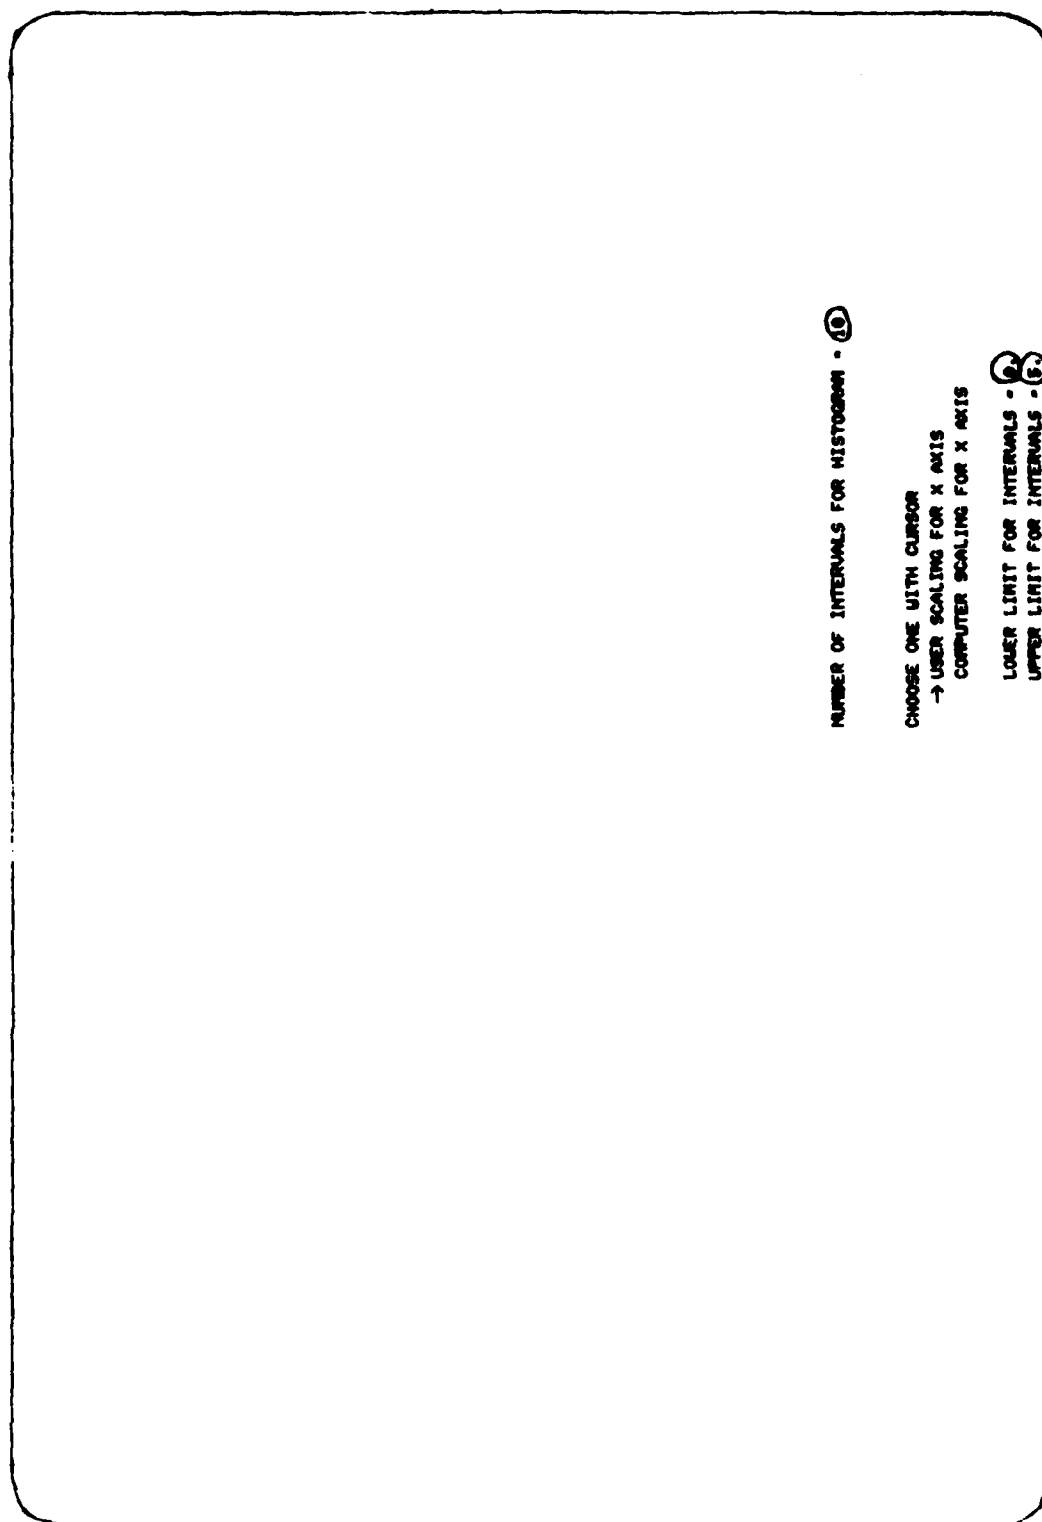 NUMBER OF INTERVALS FOR HISTOGRAM = 10
CHOOSE ONE WITH CURSOR
→ USER SCALING FOR X AXIS
COMPUTER SCALING FOR X AXIS
LOWER LIMIT FOR INTERVALS =
UPPER LIMIT FOR INTERVALS = 5.